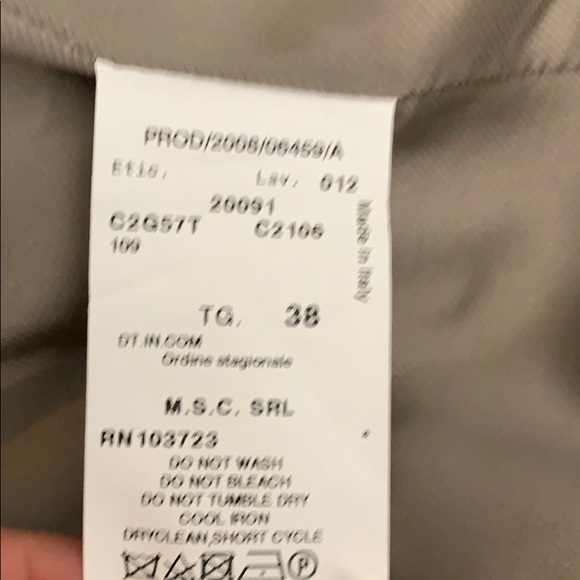 PROD/2008/06459/A
Etic. Lav. 012
20091
C2G57T C2106
109
Made in Italy
TG. 38
DT.IN.COM
Ordine stagionale
M.S.C. SRL
RN103723
DO NOT WASH
DO NOT BLEACH
DO NOT TUMBLE DRY
COOL IRON
DRYCLEAN,SHORT CYCLE
P